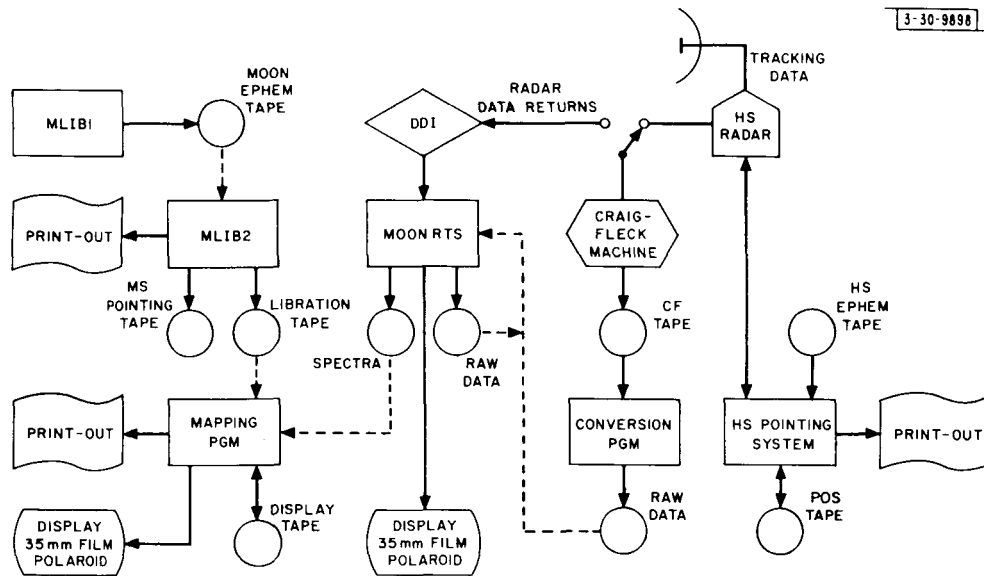 3-30-9898
TRACKING
DATA
MOON
EPHEM
TAPE
RADAR
DATA RETURNS
MLIB1
DDI
HS
RADAR
PRINT-OUT
MLIB2
MOON RTS
CRAIG-
FLECK
MACHINE
MS
POINTING
TAPE
LIBRATION
TAPE
SPECTRA
RAW
DATA
CF
TAPE
HS
EPHEM
TAPE
PRINT-OUT
MAPPING
PGM
CONVERSION
PGM
HS POINTING
SYSTEM
PRINT-OUT
DISPLAY
TAPE
RAW
DATA
POS
TAPE
DISPLAY
35mm FILM
POLAROID
DISPLAY
35mm FILM
POLAROID